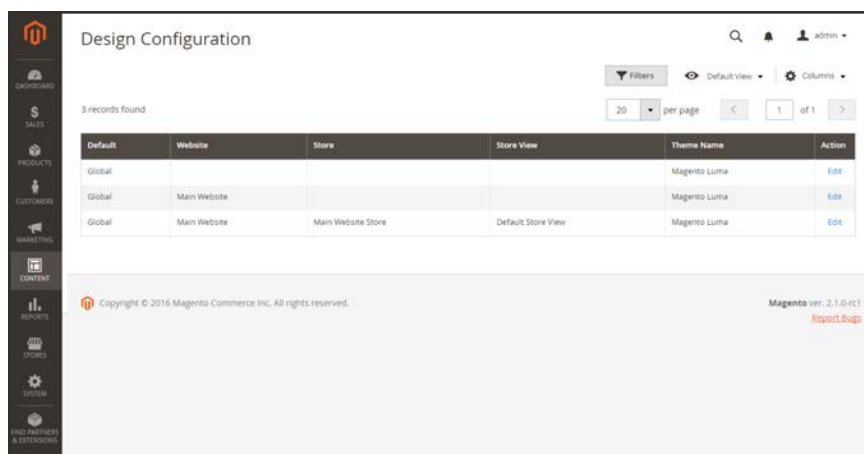 Design Configuration
admin
Filters
Default View
Columns
3 records found
20 per page 1 of 1
Default Website Store Store View Theme Name Action
Global Magento Luma Edit
Global Main Website Magento Luma Edit
Global Main Website Main Website Store Default Store View Magento Luma Edit
Copyright © 2016 Magento Commerce Inc. All rights reserved.
Magento ver. 2.1.0-rc1
Report Bugs
DASHBOARD
SALES
PRODUCTS
CUSTOMERS
MARKETING
CONTENT
REPORTS
STORES
SYSTEM
FIND PARTNERS
& EXTENSIONS